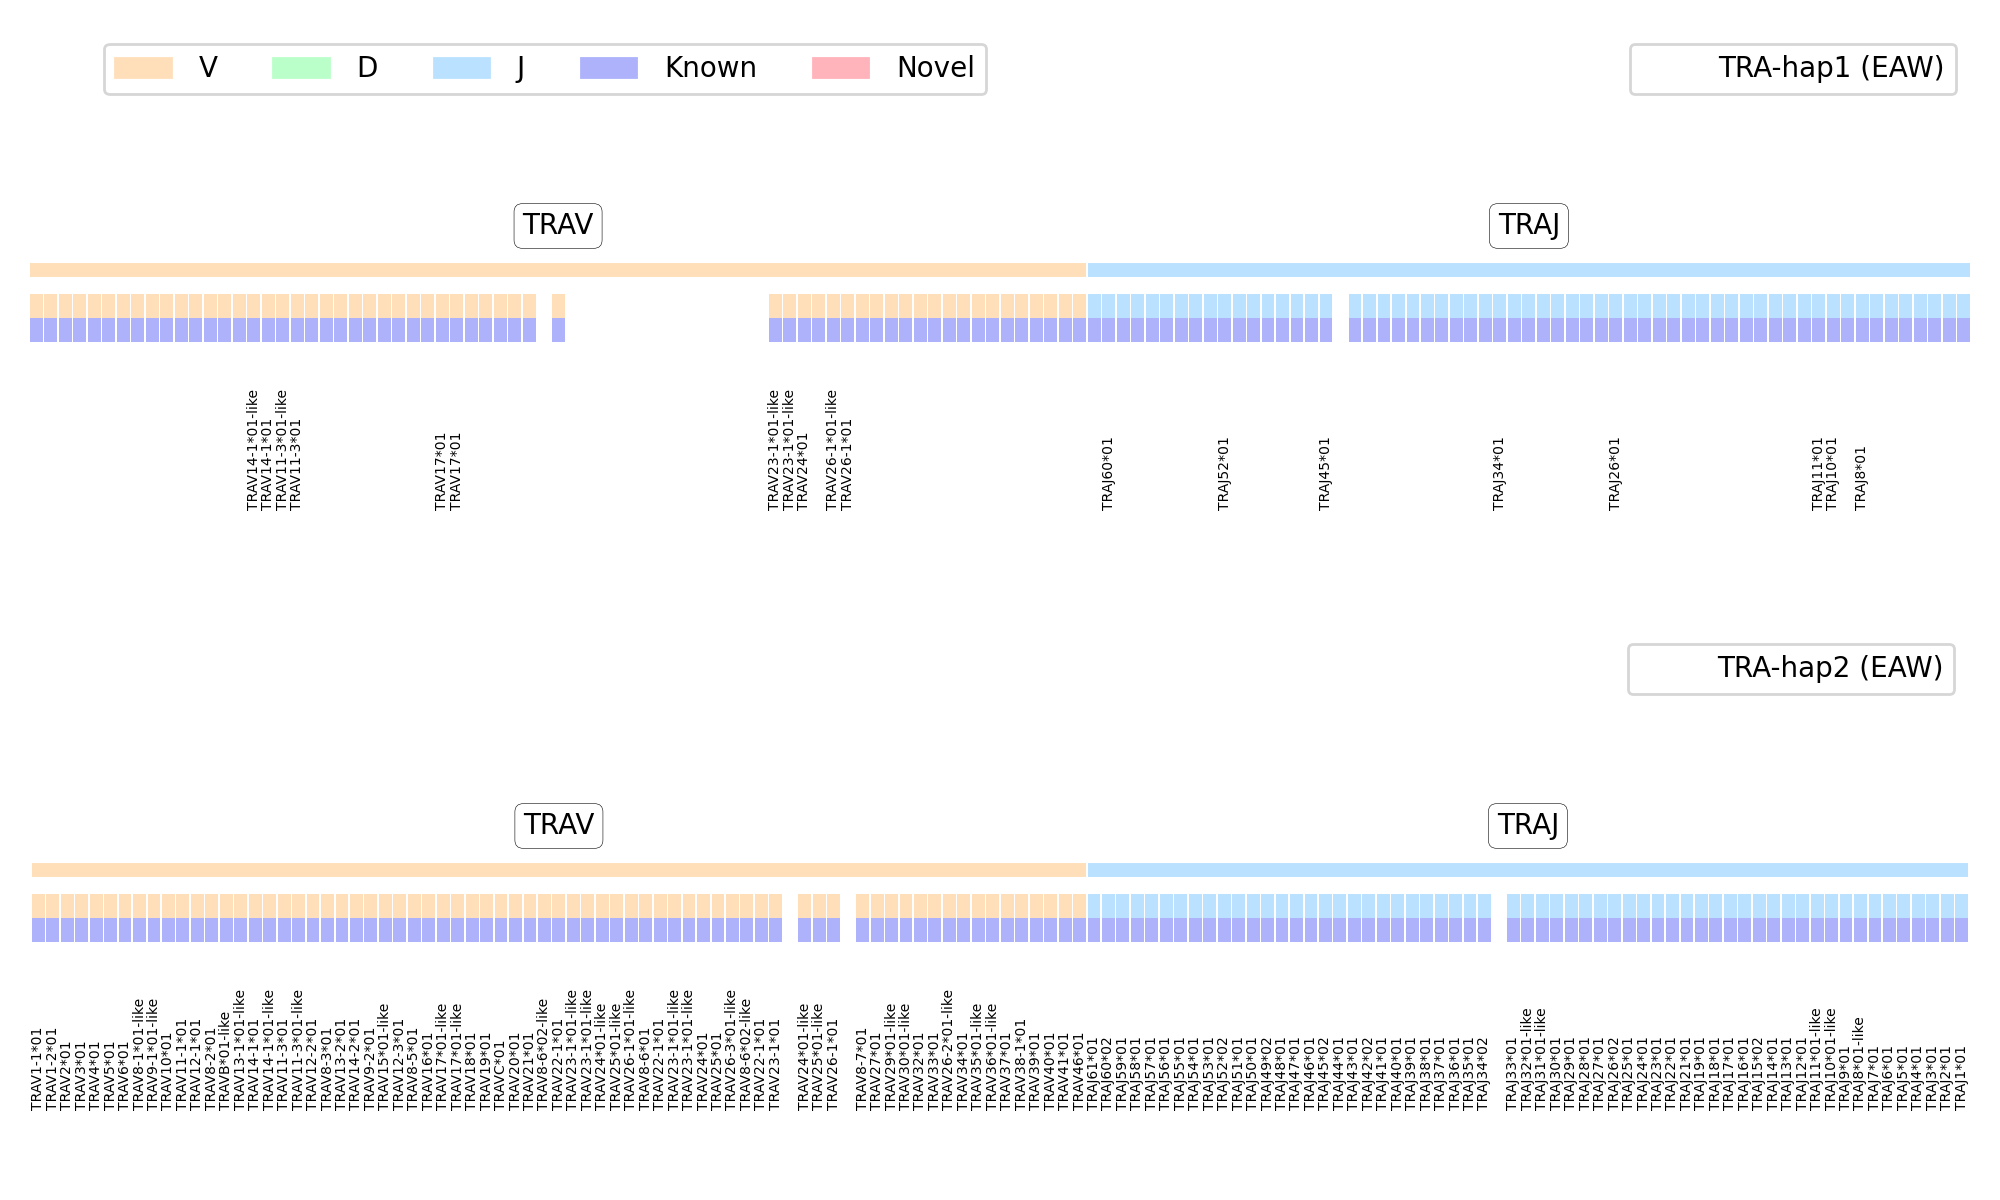 V D J Known Novel
TRA-hap1 (EAW)
TRAV
TRAJ
TRAV14-1*01-like
TRAV14-1*01
TRAV11-3*01-like
TRAV11-3*01
TRAV17*01
TRAV17*01
TRAV23-1*01-like
TRAV23-1*01-like
TRAV24*01
TRAV26-1*01-like
TRAV26-1*01
TRAJ60*01
TRAJ52*01
TRAJ45*01
TRAJ34*01
TRAJ26*01
TRAJ11*01
TRAJ10*01
TRAJ8*01
TRA-hap2 (EAW)
TRAV
TRAJ
TRAV1-1*01
TRAV1-2*01
TRAV2*01
TRAV3*01
TRAV4*01
TRAV5*01
TRAV6*01
TRAV8-1*01-like
TRAV9-1*01-like
TRAV10*01
TRAV11-1*01
TRAV12-1*01
TRAV8-2*01
TRAVB*01-like
TRAV13-1*01-like
TRAV14-1*01
TRAV14-1*01-like
TRAV11-3*01
TRAV11-3*01-like
TRAV12-2*01
TRAV8-3*01
TRAV13-2*01
TRAV14-2*01
TRAV9-2*01
TRAV15*01-like
TRAV12-3*01
TRAV8-5*01
TRAV16*01
TRAV17*01-like
TRAV17*01-like
TRAV18*01
TRAV19*01
TRAVC*01
TRAV20*01
TRAV21*01
TRAV8-6*02-like
TRAV22-1*01
TRAV23-1*01-like
TRAV23-1*01-like
TRAV24*01-like
TRAV25*01-like
TRAV26-1*01-like
TRAV8-6*01
TRAV22-1*01
TRAV23-1*01-like
TRAV23-1*01-like
TRAV24*01
TRAV25*01
TRAV26-3*01-like
TRAV8-6*02-like
TRAV22-1*01
TRAV23-1*01
TRAV24*01-like
TRAV25*01-like
TRAV26-1*01
TRAV8-7*01
TRAV27*01
TRAV29*01-like
TRAV30*01-like
TRAV32*01
TRAV33*01
TRAV26-2*01-like
TRAV34*01
TRAV35*01-like
TRAV36*01-like
TRAV37*01
TRAV38-1*01
TRAV39*01
TRAV40*01
TRAV41*01
TRAV46*01
TRAJ61*01
TRAJ60*02
TRAJ59*01
TRAJ58*01
TRAJ57*01
TRAJ56*01
TRAJ55*01
TRAJ54*01
TRAJ53*01
TRAJ52*02
TRAJ51*01
TRAJ50*01
TRAJ49*02
TRAJ48*01
TRAJ47*01
TRAJ46*01
TRAJ45*02
TRAJ44*01
TRAJ43*01
TRAJ42*02
TRAJ41*01
TRAJ40*01
TRAJ39*01
TRAJ38*01
TRAJ37*01
TRAJ36*01
TRAJ35*01
TRAJ34*02
TRAJ33*01
TRAJ32*01-like
TRAJ31*01-like
TRAJ30*01
TRAJ29*01
TRAJ28*01
TRAJ27*01
TRAJ26*02
TRAJ25*01
TRAJ24*01
TRAJ23*01
TRAJ22*01
TRAJ21*01
TRAJ19*01
TRAJ18*01
TRAJ17*01
TRAJ16*01
TRAJ15*02
TRAJ14*01
TRAJ13*01
TRAJ12*01
TRAJ11*01-like
TRAJ10*01-like
TRAJ9*01
TRAJ8*01-like
TRAJ7*01
TRAJ6*01
TRAJ5*01
TRAJ4*01
TRAJ3*01
TRAJ2*01
TRAJ1*01